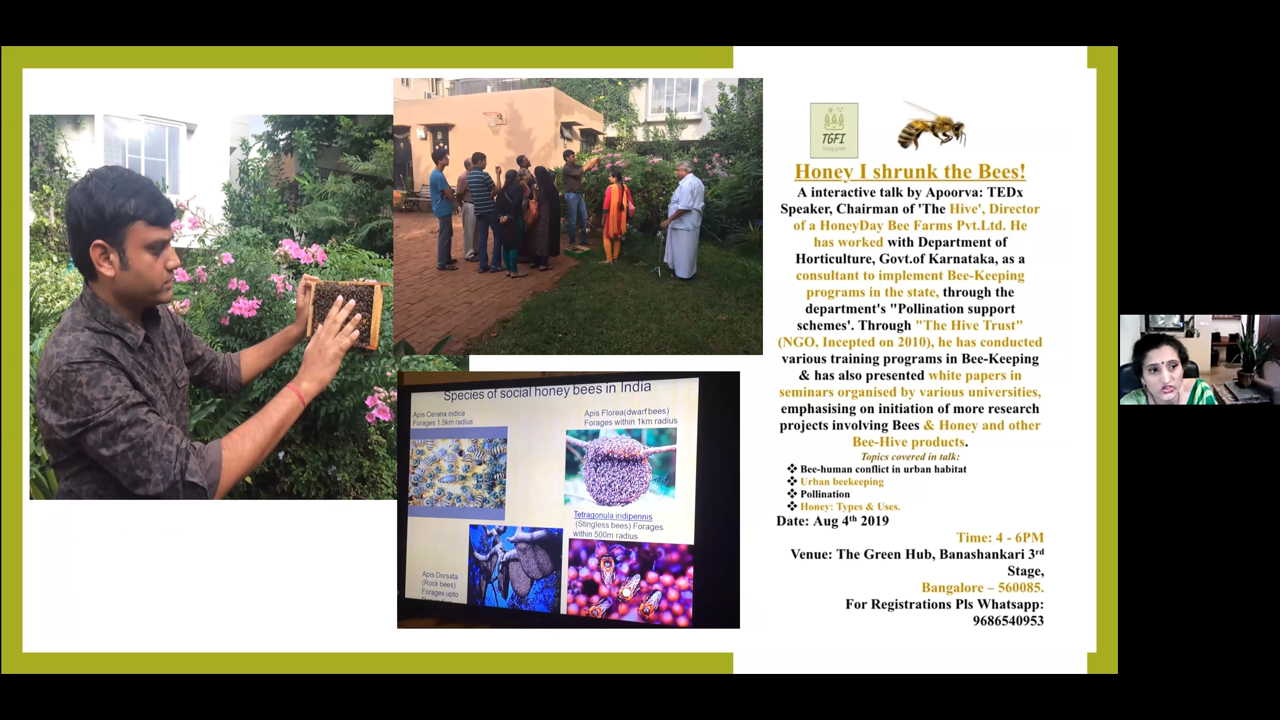 TGFI
Honey I shrunk the Bees!
A interactive talk by Apoorva: TEDx
Speaker, Chairman of 'The Hive', Director
of a HoneyDay Bee Farms Pvt.Ltd. He
has worked with Department of
Horticulture, Govt.of Karnataka, as a
consultant to implement Bee-Keeping
programs in the state, through the
department's "Pollination support
schemes'. Through "The Hive Trust"
(NGO, Incepted on 2010), he has conducted
various training programs in Bee-Keeping
& has also presented white papers in
seminars organised by various universities,
emphasising on initiation of more research
projects involving Bees & Honey and other
Bee-Hive products.
Topics covered in talk:
❖ Bee-human conflict in urban habitat
❖ Urban beekeeping
❖ Pollination
❖ Honey: Types & Uses.
Date: Aug 4th 2019
Time: 4 - 6PM
Venue: The Green Hub, Banashankari 3rd
Stage,
Bangalore – 560085.
For Registrations Pls Whatsapp:
9686540953
Species of social honey bees in India
Apis Cerana indica
Forages 1.5km radius
Apis Florea(dwarf bees)
Forages within 1km radius
Tetragonula iridipennis
(Stingless bees) Forages
within 500m radius
Apis Dorsata
(Rock bees)
Forages upto